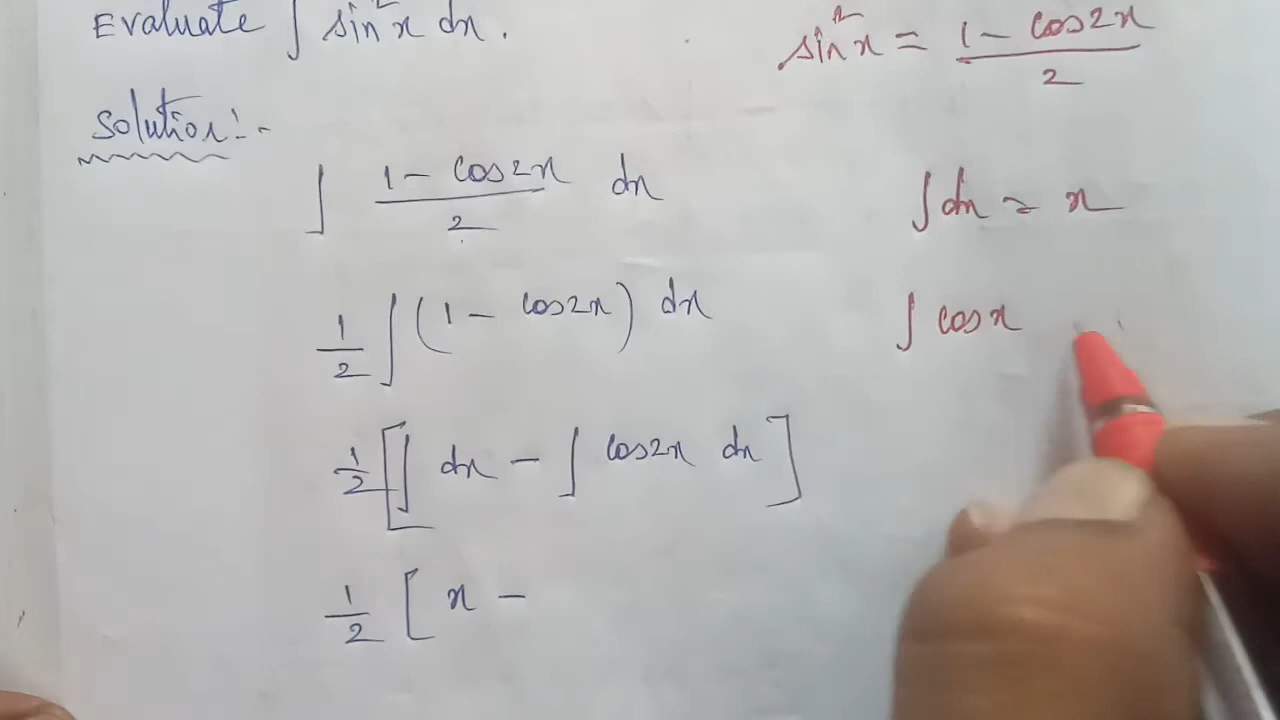 Evaluate ∫ sin²x dx.
sin²x = (1 - cos2x)/2
Solution:-
∫ (1 - cos2x)/2 dx
∫dx = x
1/2 ∫(1 - cos2x) dx
∫ cosx
1/2 [∫ dx - ∫ cos2x dx]
1/2 [ x -